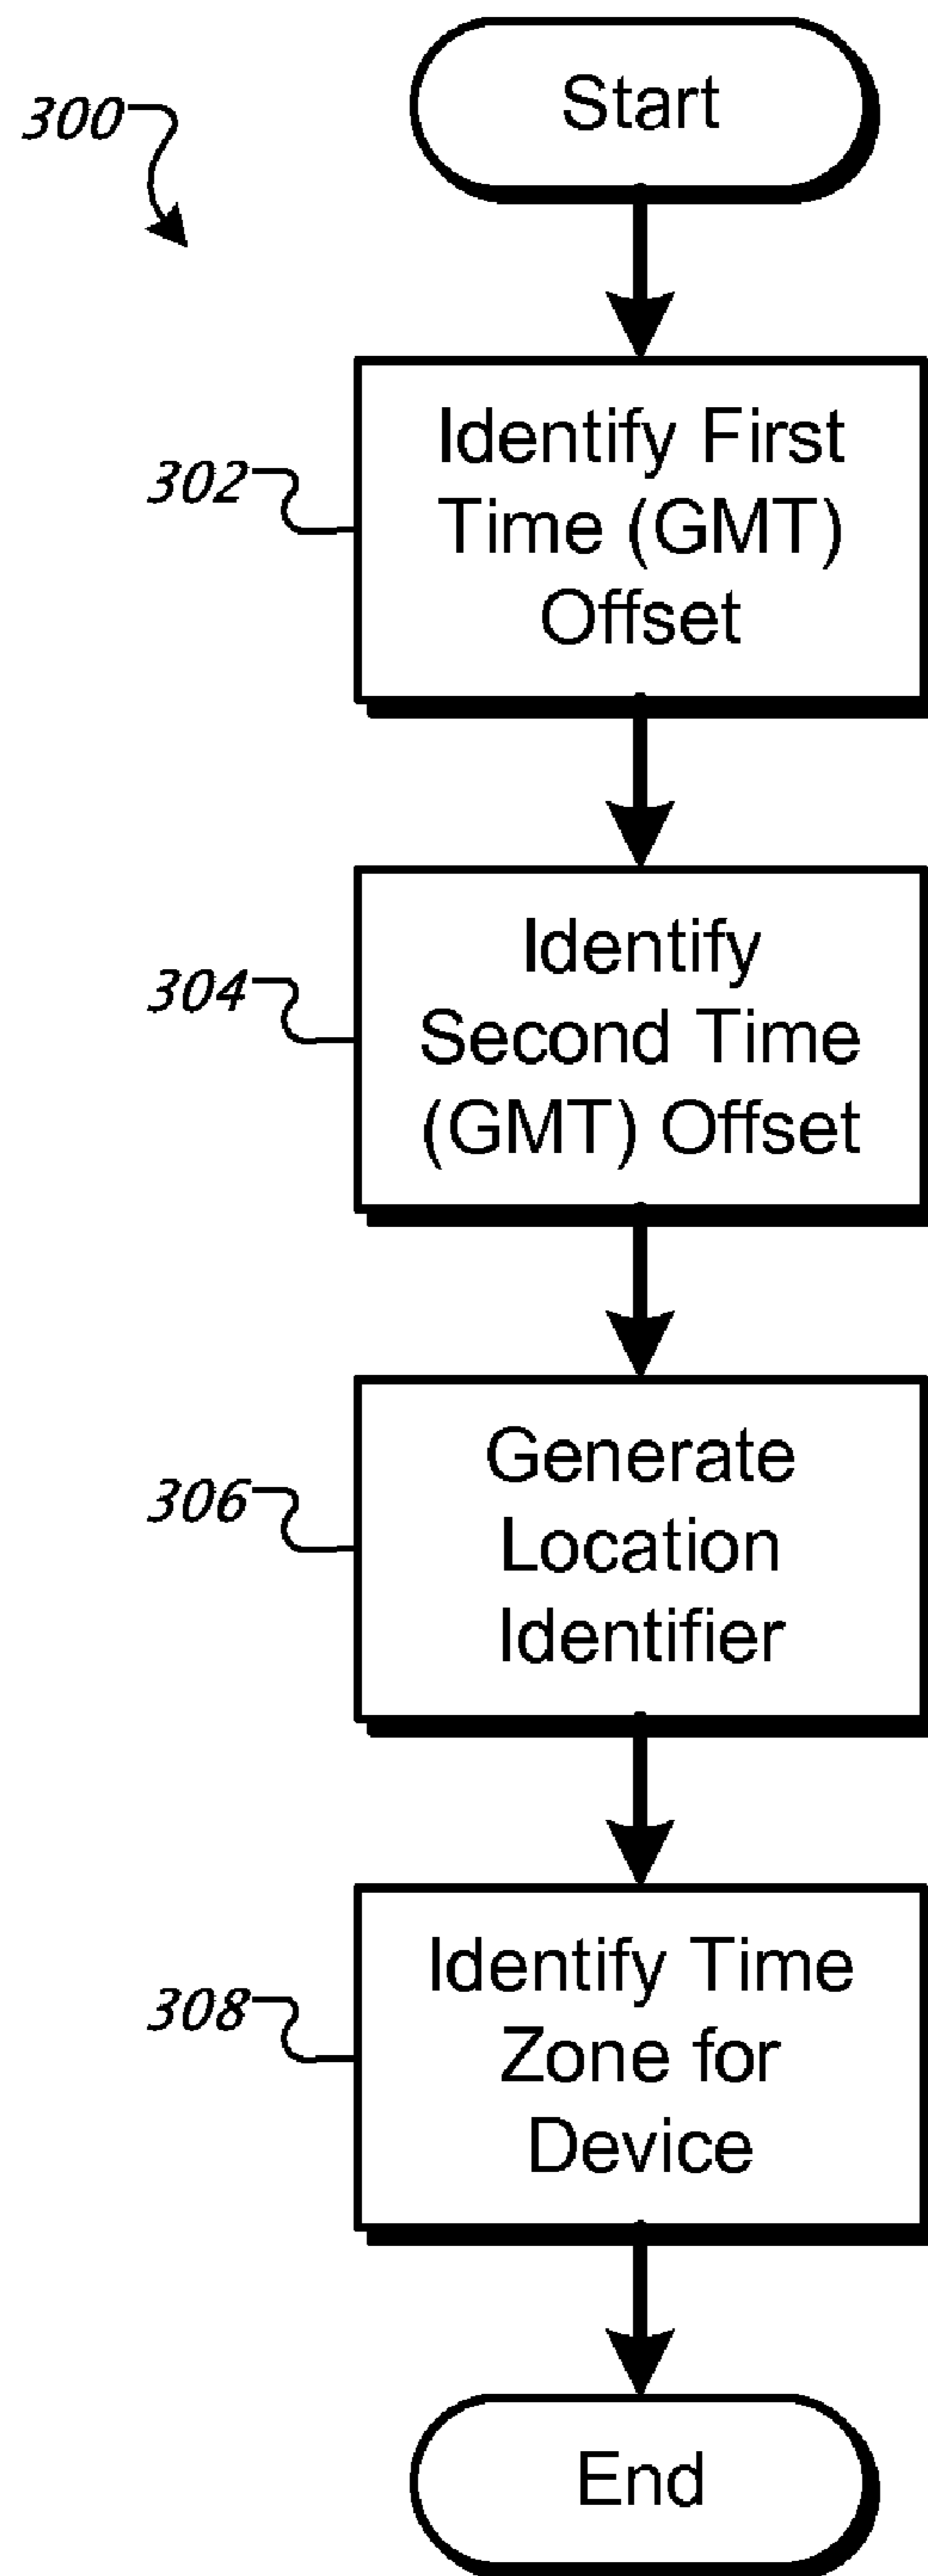 Start
300
Identify First
302
Time (GMT)
Offset
Identify
304
Second Time
(GMT) Offset
Generate
306
Location
Identifier
Identify Time
308
Zone for
Device
End